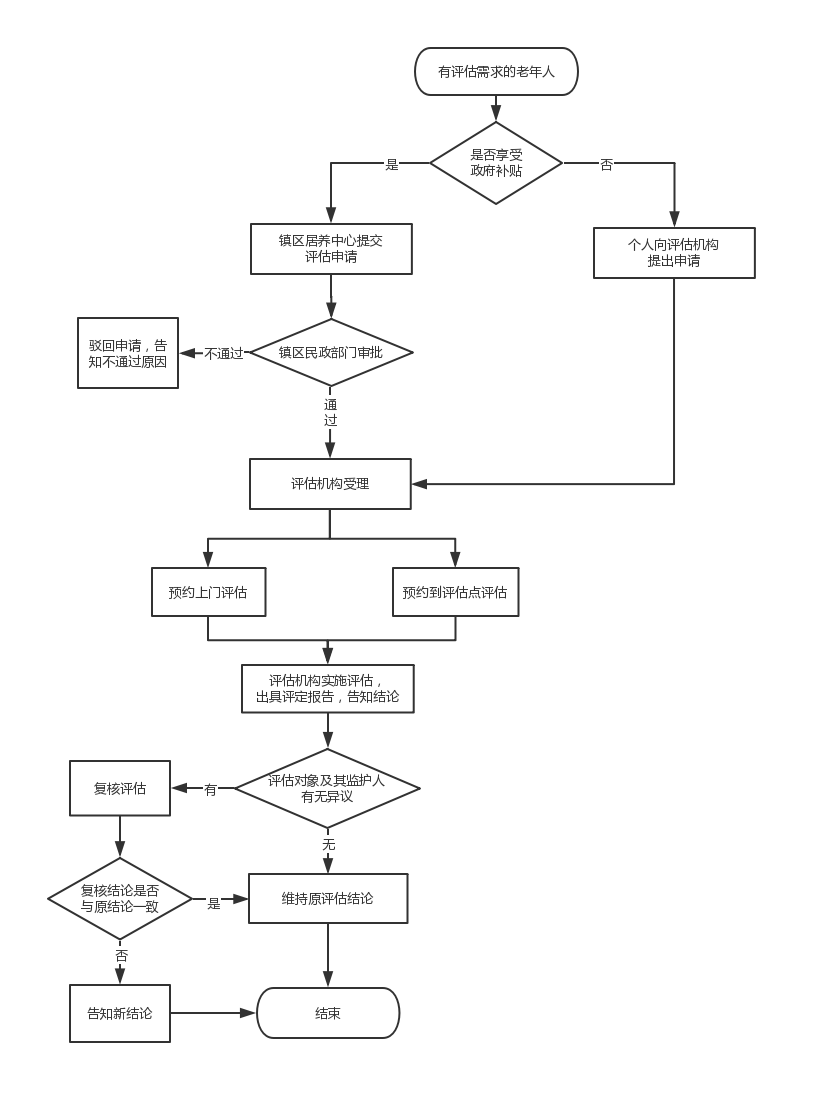 有评估需求的老年人
是否享受
政府补贴
是
否
镇区居养中心提交
评估申请
个人向评估机构
提出申请
驳回申请，告
知不通过原因
不通过
镇区民政部门审批
通
过
评估机构受理
预约上门评估
预约到评估点评估
评估机构实施评估，
出具评定报告，告知结论
评估对象及其监护人
有无异议
有
复核评估
无
复核结论是否
与原结论一致
是
维持原评估结论
否
告知新结论
结束